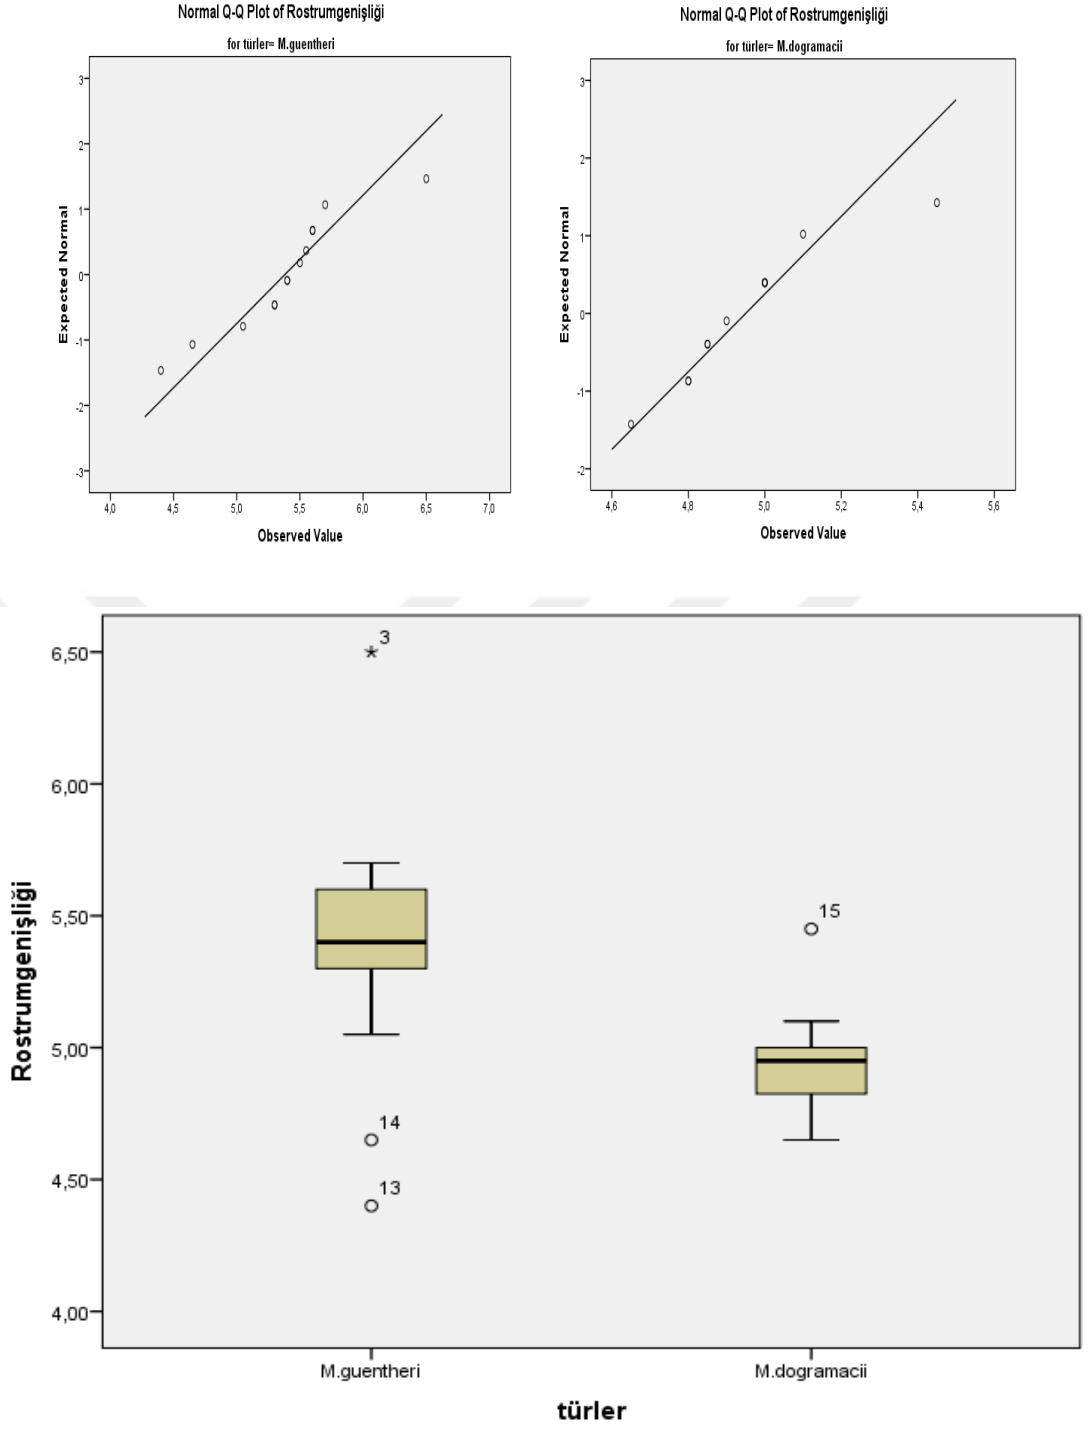 Normal Q-Q Plot of Rostrumgenişliği
for türler= M.guentheri
3
2
1
0
-1
-2
-3
Expected Normal
4,0 4,5 5,0 5,5 6,0 6,5 7,0
Observed Value
Normal Q-Q Plot of Rostrumgenişliği
for türler= M.dogramacii
3
2
1
0
-1
-2
Expected Normal
4,6 4,8 5,0 5,2 5,4 5,6
Observed Value
6,50
6,00
5,50
5,00
4,50
4,00
Rostrumgenişliği
3
14
13
15
M.guentheri M.dogramacii
türler